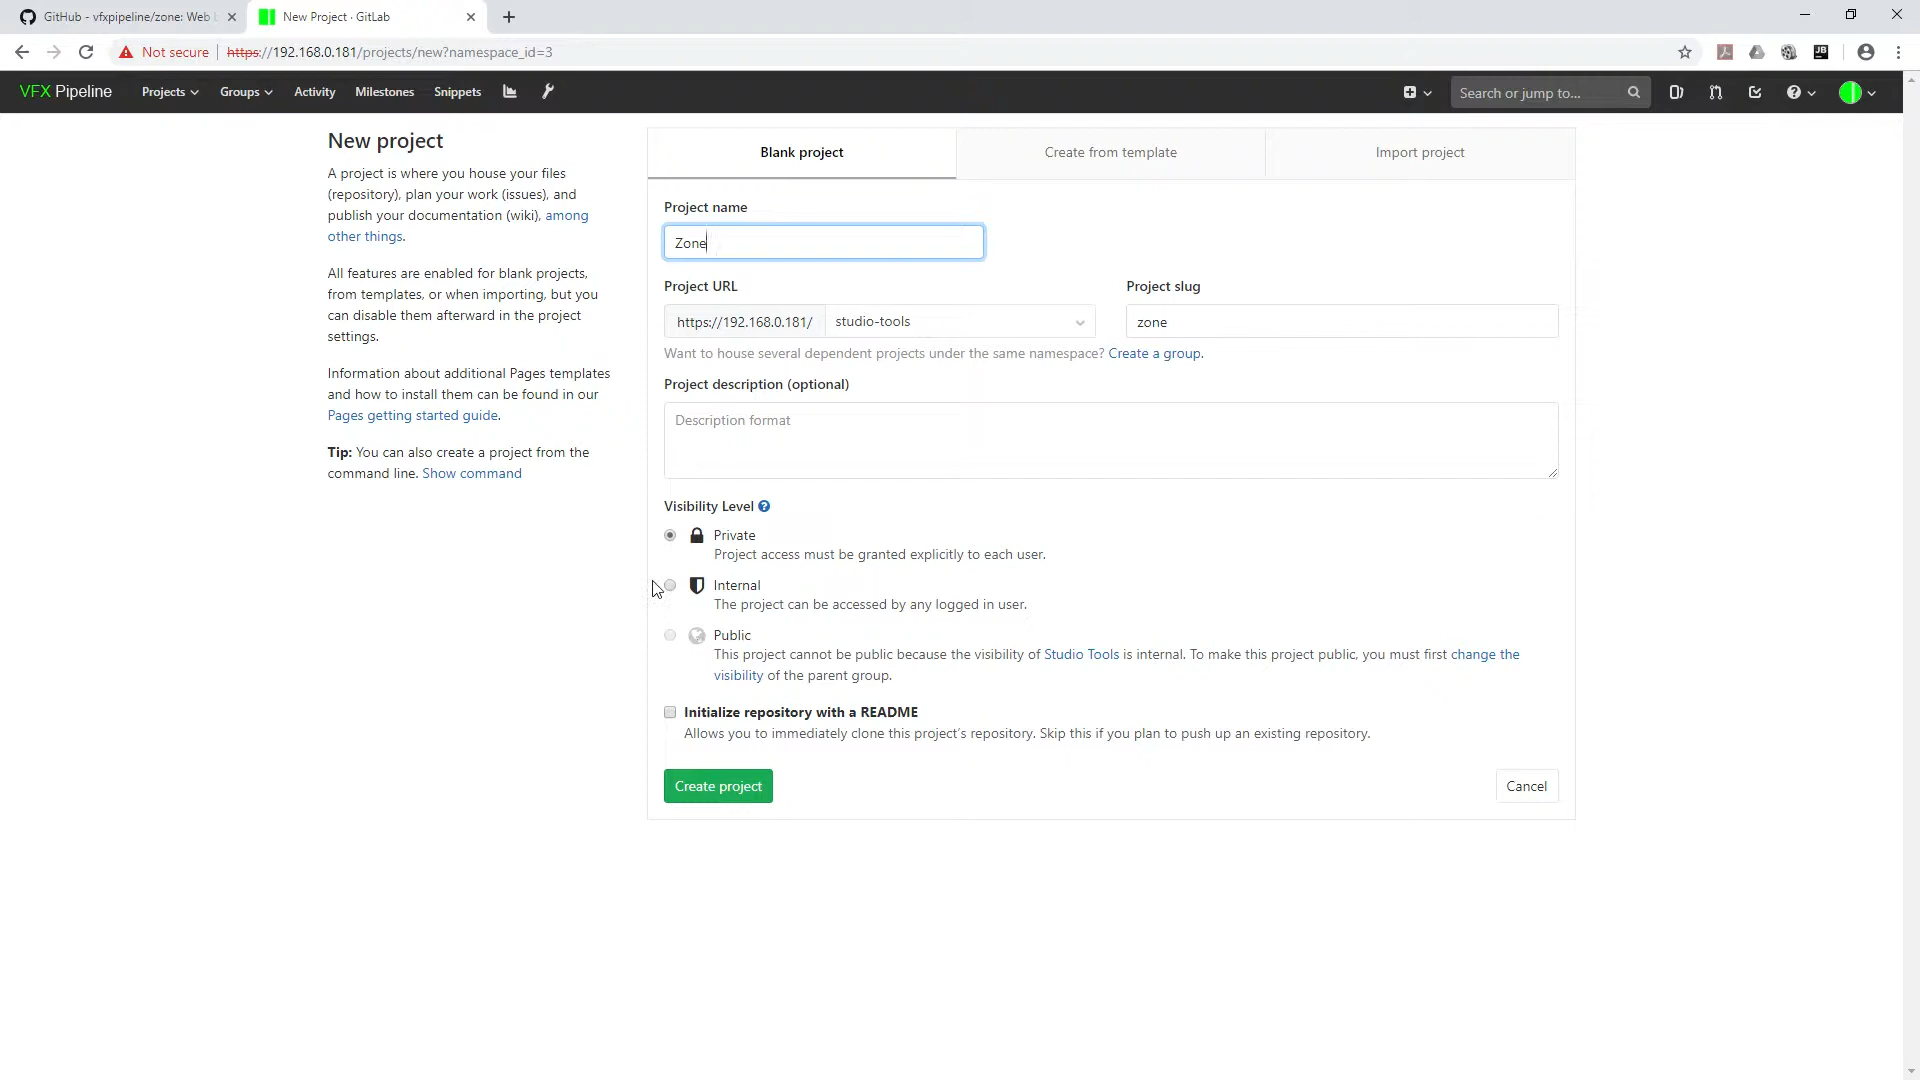 GitHub - vfxpipeline/zone: Web
New Project · GitLab
Not secure
https://192.168.0.181/projects/new?namespace_id=3
VFX Pipeline
Projects
Groups
Activity
Milestones
Snippets
Search or jump to...
New project
A project is where you house your files
(repository), plan your work (issues), and
publish your documentation (wiki), among
other things.
All features are enabled for blank projects,
from templates, or when importing, but you
can disable them afterward in the project
settings.
Information about additional Pages templates
and how to install them can be found in our
Pages getting started guide.
Tip: You can also create a project from the
command line. Show command
Blank project
Create from template
Import project
Project name
Zone
Project URL
Project slug
https://192.168.0.181/
studio-tools
zone
Want to house several dependent projects under the same namespace? Create a group.
Project description (optional)
Description format
Visibility Level
Private
Project access must be granted explicitly to each user.
Internal
The project can be accessed by any logged in user.
Public
This project cannot be public because the visibility of Studio Tools is internal. To make this project public, you must first change the
visibility of the parent group.
Initialize repository with a README
Allows you to immediately clone this project's repository. Skip this if you plan to push up an existing repository.
Create project
Cancel